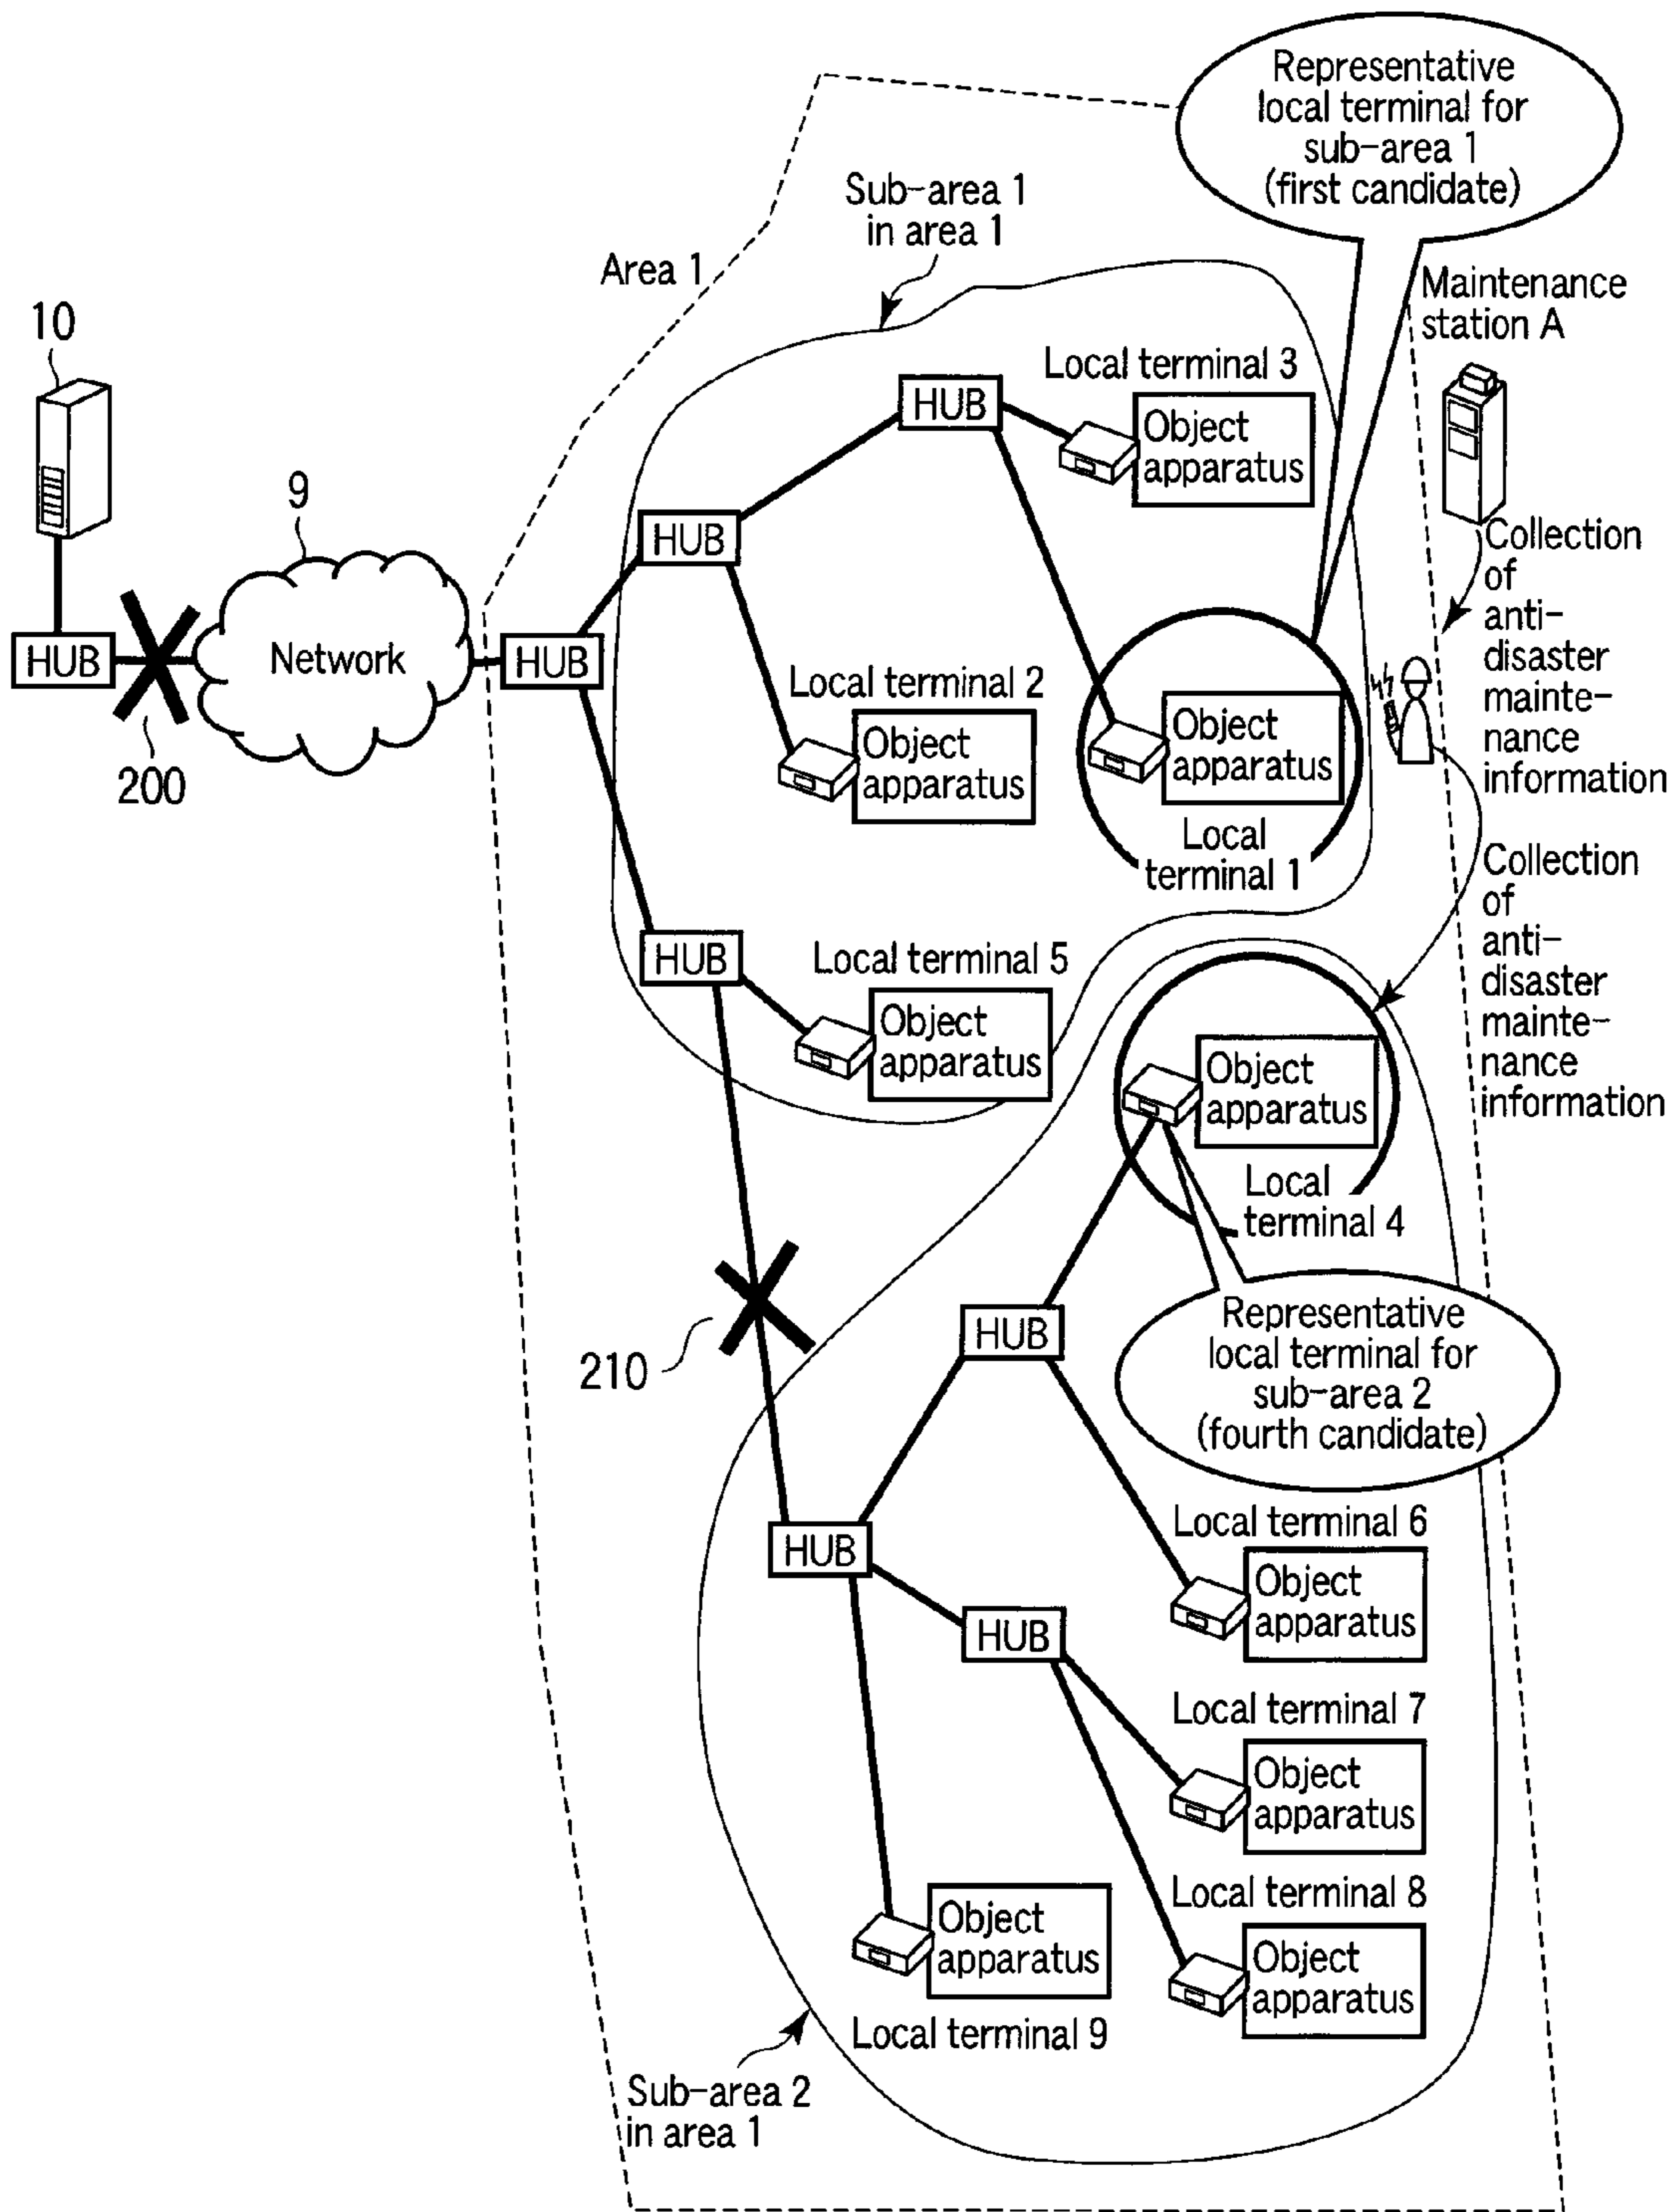 Representative
local terminal for
sub-area 1
(first candidate)
Sub-area 1
in area 1
Area 1
Maintenance
station A
10
Local terminal 3
HUB
Object
apparatus
9
HUB
Collection
of
anti-
disaster
mainte-
nance
information
HUB
Network
HUB
Local terminal 2
Object
apparatus
Object
apparatus
200
Local
terminal 1
Collection
of
anti-
disaster
mainte-
nance
information
HUB
Local terminal 5
Object
apparatus
Object
apparatus
Local
terminal 4
Representative
local terminal for
sub-area 2
(fourth candidate)
HUB
210
Local terminal 6
HUB
Object
apparatus
HUB
Local terminal 7
Object
apparatus
Local terminal 8
Object
apparatus
Object
apparatus
Local terminal 9
Sub-area 2
in area 1